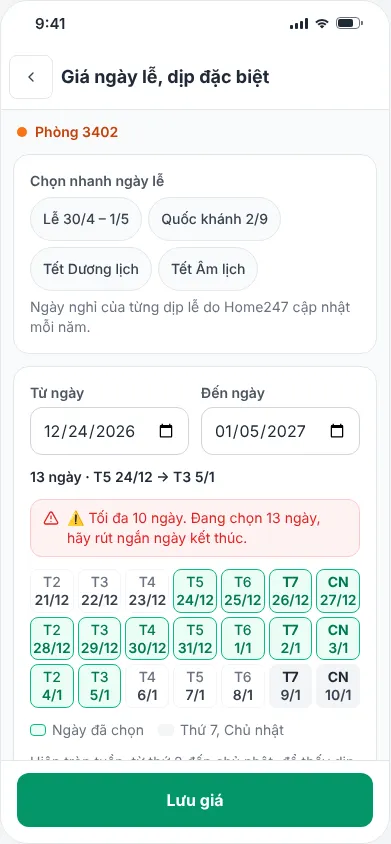 9:41
Giá ngày lễ, dịp đặc biệt
Phòng 3402
Chọn nhanh ngày lễ
Lễ 30/4 – 1/5
Quốc khánh 2/9
Tết Dương lịch
Tết Âm lịch
Ngày nghỉ của từng dịp lễ do Home247 cập nhật
mỗi năm.
Từ ngày
Đến ngày
12/24/2026
01/05/2027
13 ngày · T5 24/12 → T3 5/1
⚠️ Tối đa 10 ngày. Đang chọn 13 ngày,
hãy rút ngắn ngày kết thúc.
T2 T3 T4 T5 T6 T7 CN
21/12 22/12 23/12 24/12 25/12 26/12 27/12
T2 T3 T4 T5 T6 T7 CN
28/12 29/12 30/12 31/12 1/1 2/1 3/1
T2 T3 T4 T5 T6 T7 CN
4/1 5/1 6/1 7/1 8/1 9/1 10/1
Ngày đã chọn
Thứ 7, Chủ nhật
Lưu giá